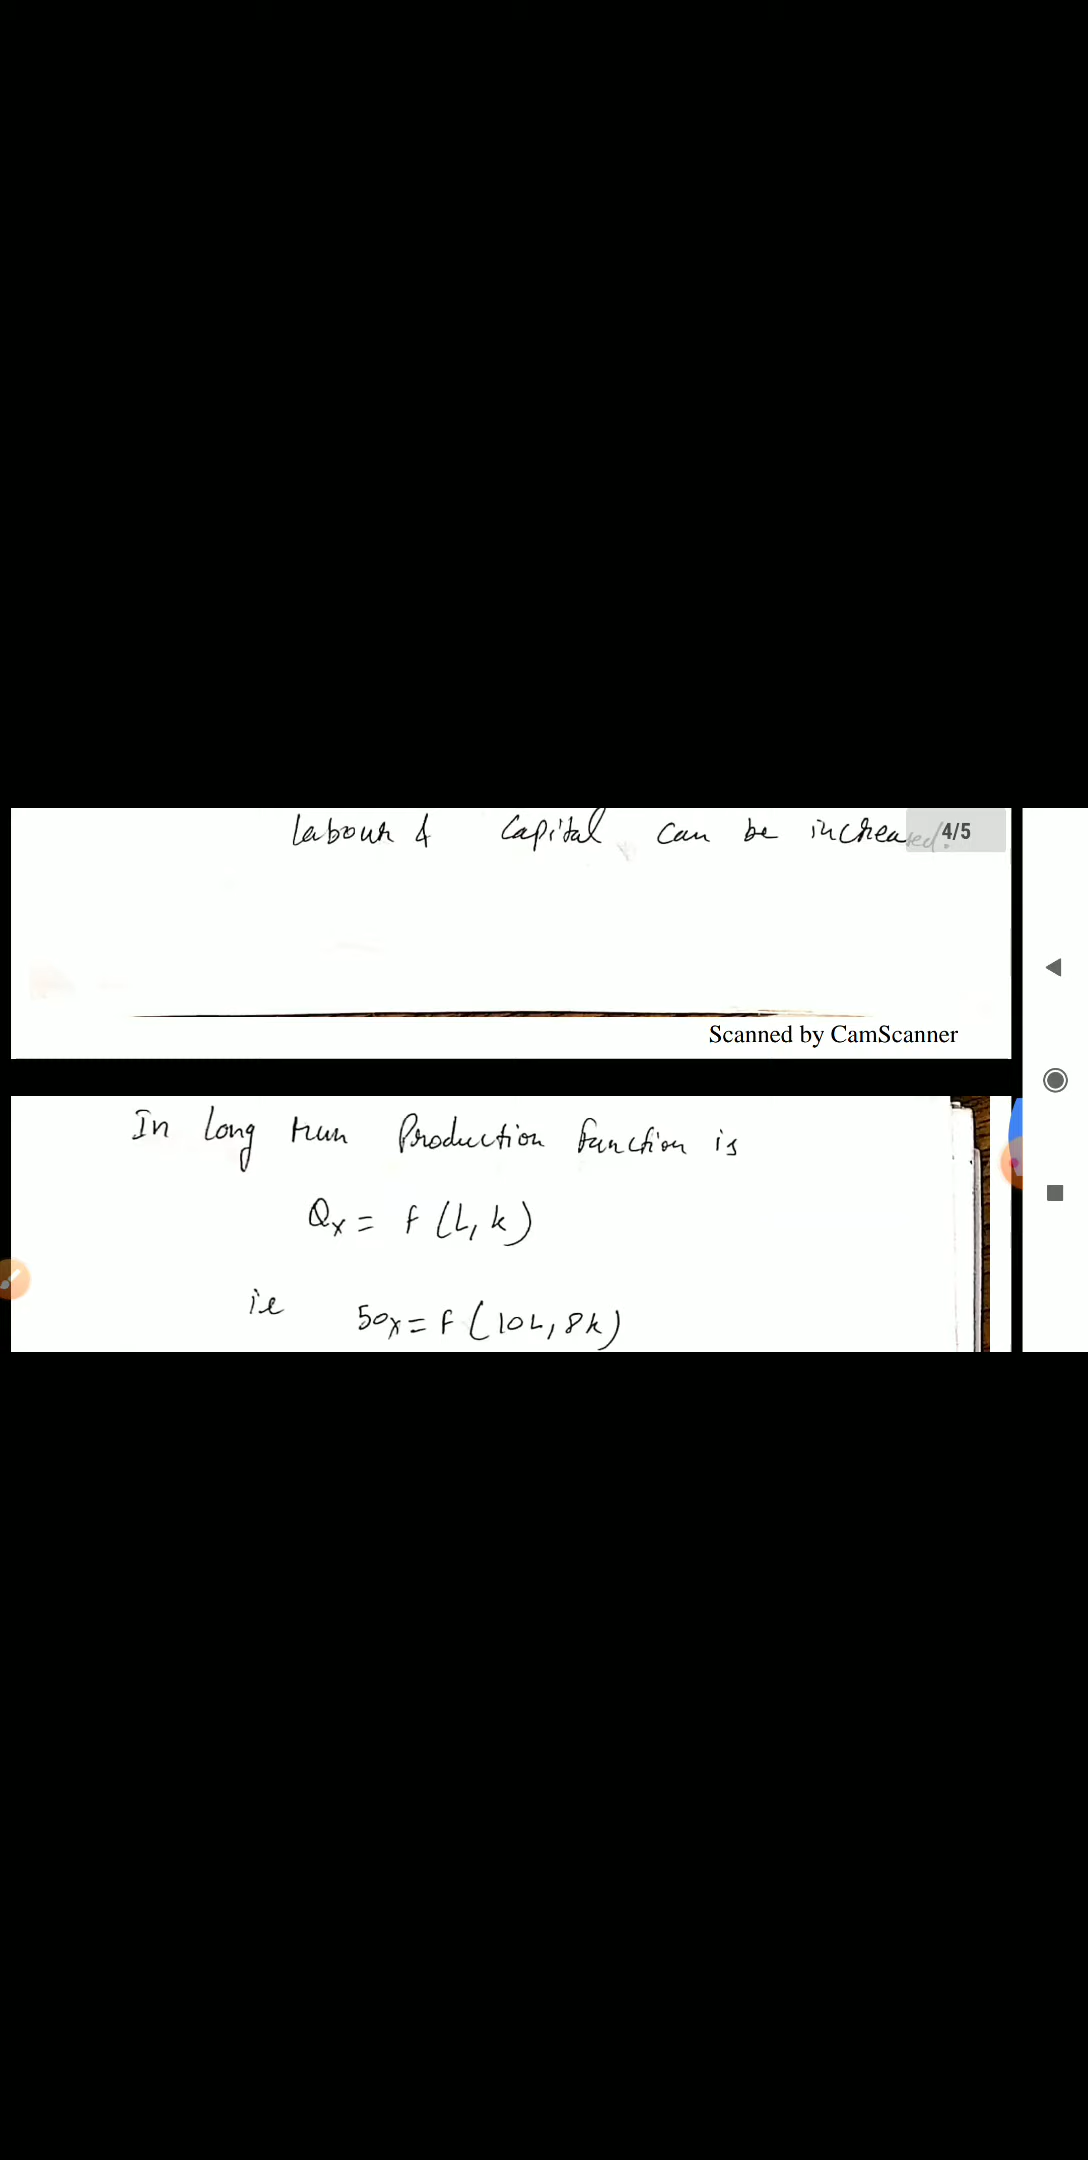 Labour & Capital can be increased.
4/5
Scanned by CamScanner
In Long run Production function is
Qx = f (L, k)
ie 50x = f (10L, 8k)